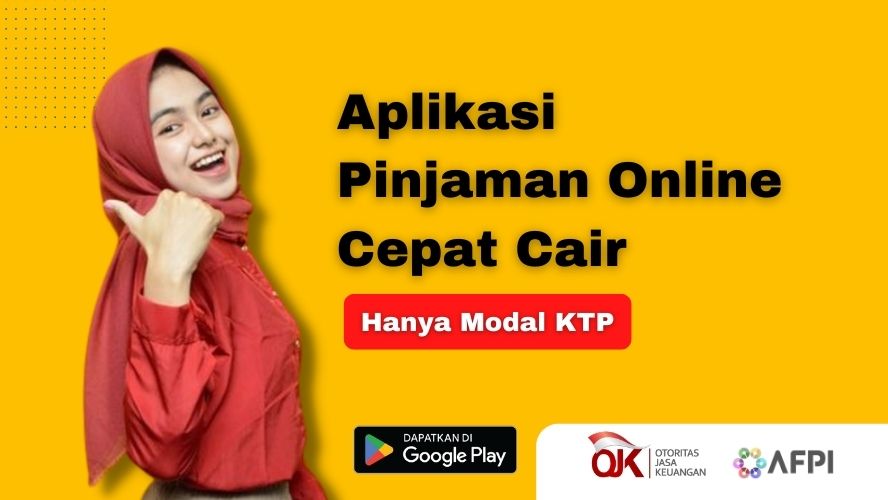 Aplikasi
Pinjaman Online
Cepat Cair
Hanya Modal KTP
DAPATKAN DI
Google Play
OJK
OTORITAS
JASA
KEUANGAN
AFPI